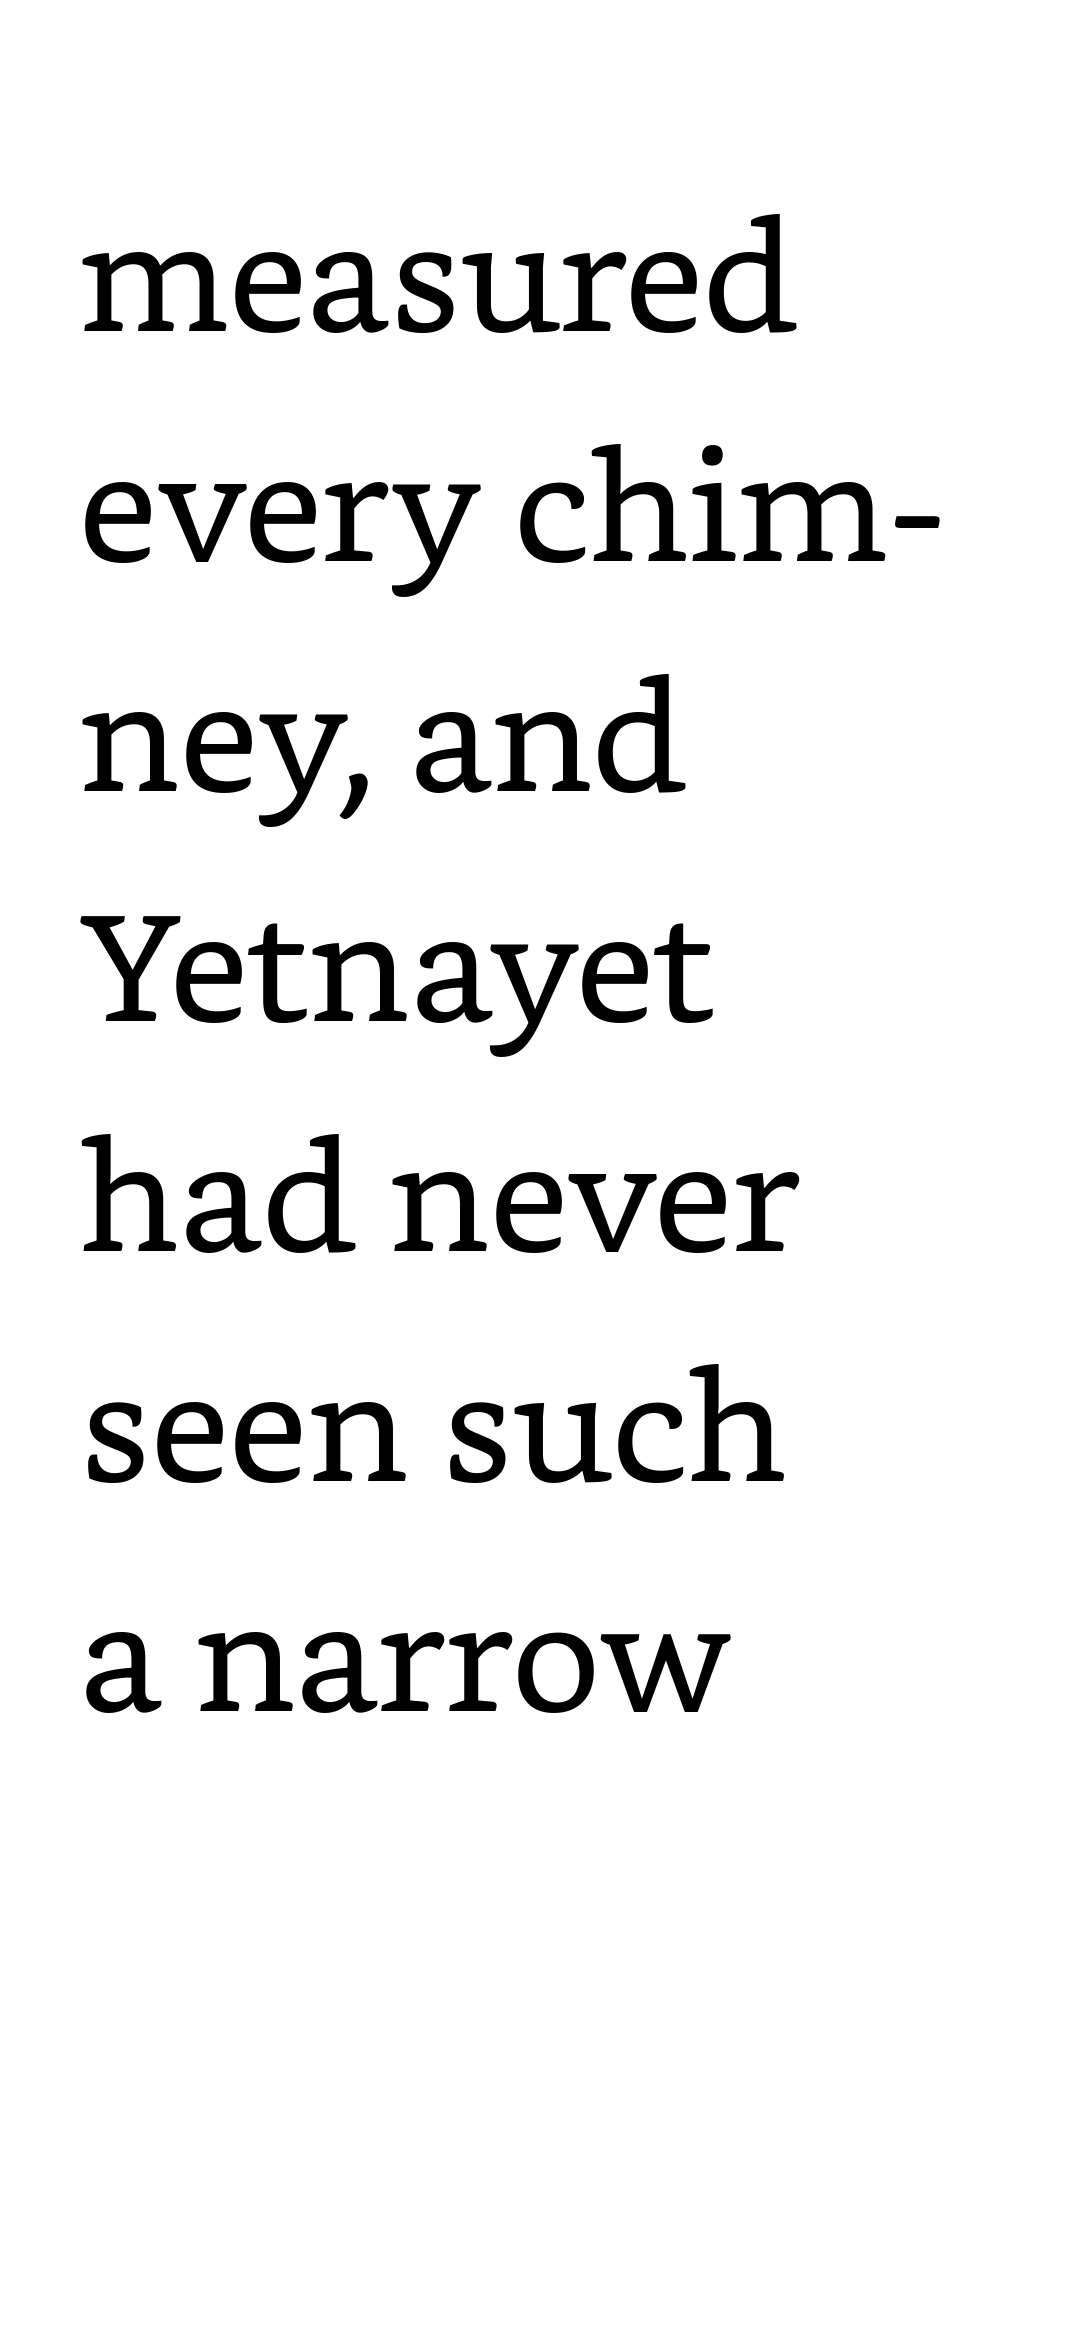 measured
every chim-
ney, and
Yetnayet
had never
seen such
a narrow